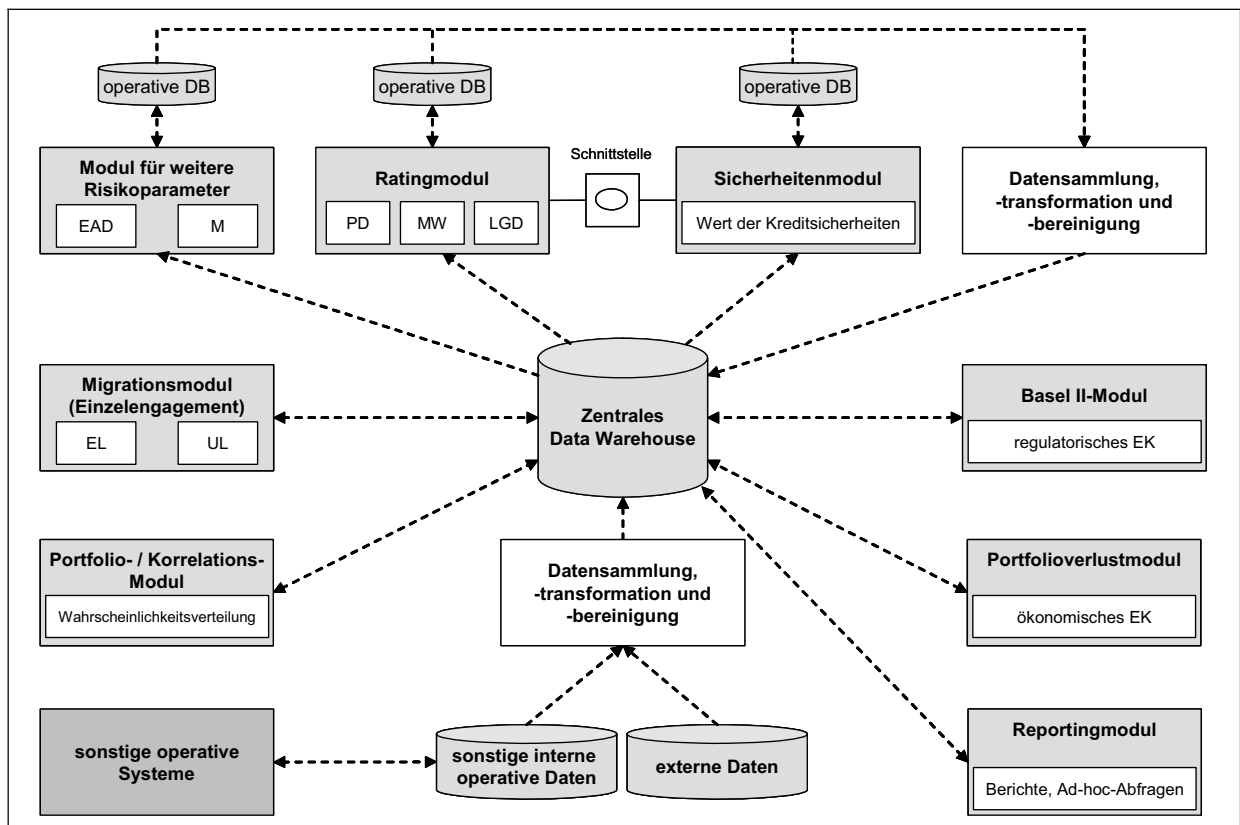 operative DB
operative DB
operative DB
Modul für weitere
Risikoparameter
EAD
M
Ratingmodul
PD
MW
LGD
Schnittstelle
Sicherheitenmodul
Wert der Kreditsicherheiten
Datensammlung,
-transformation und
-bereinigung
Migrationsmodul
(Einzelengagement)
EL
UL
Zentrales
Data Warehouse
Basel II-Modul
regulatorisches EK
Portfolio- / Korrelations-
Modul
Wahrscheinlichkeitsverteilung
Datensammlung,
-transformation und
-bereinigung
Portfolioverlustmodul
ökonomisches EK
sonstige operative
Systeme
sonstige interne
operative Daten
externe Daten
Reportingmodul
Berichte, Ad-hoc-Abfragen